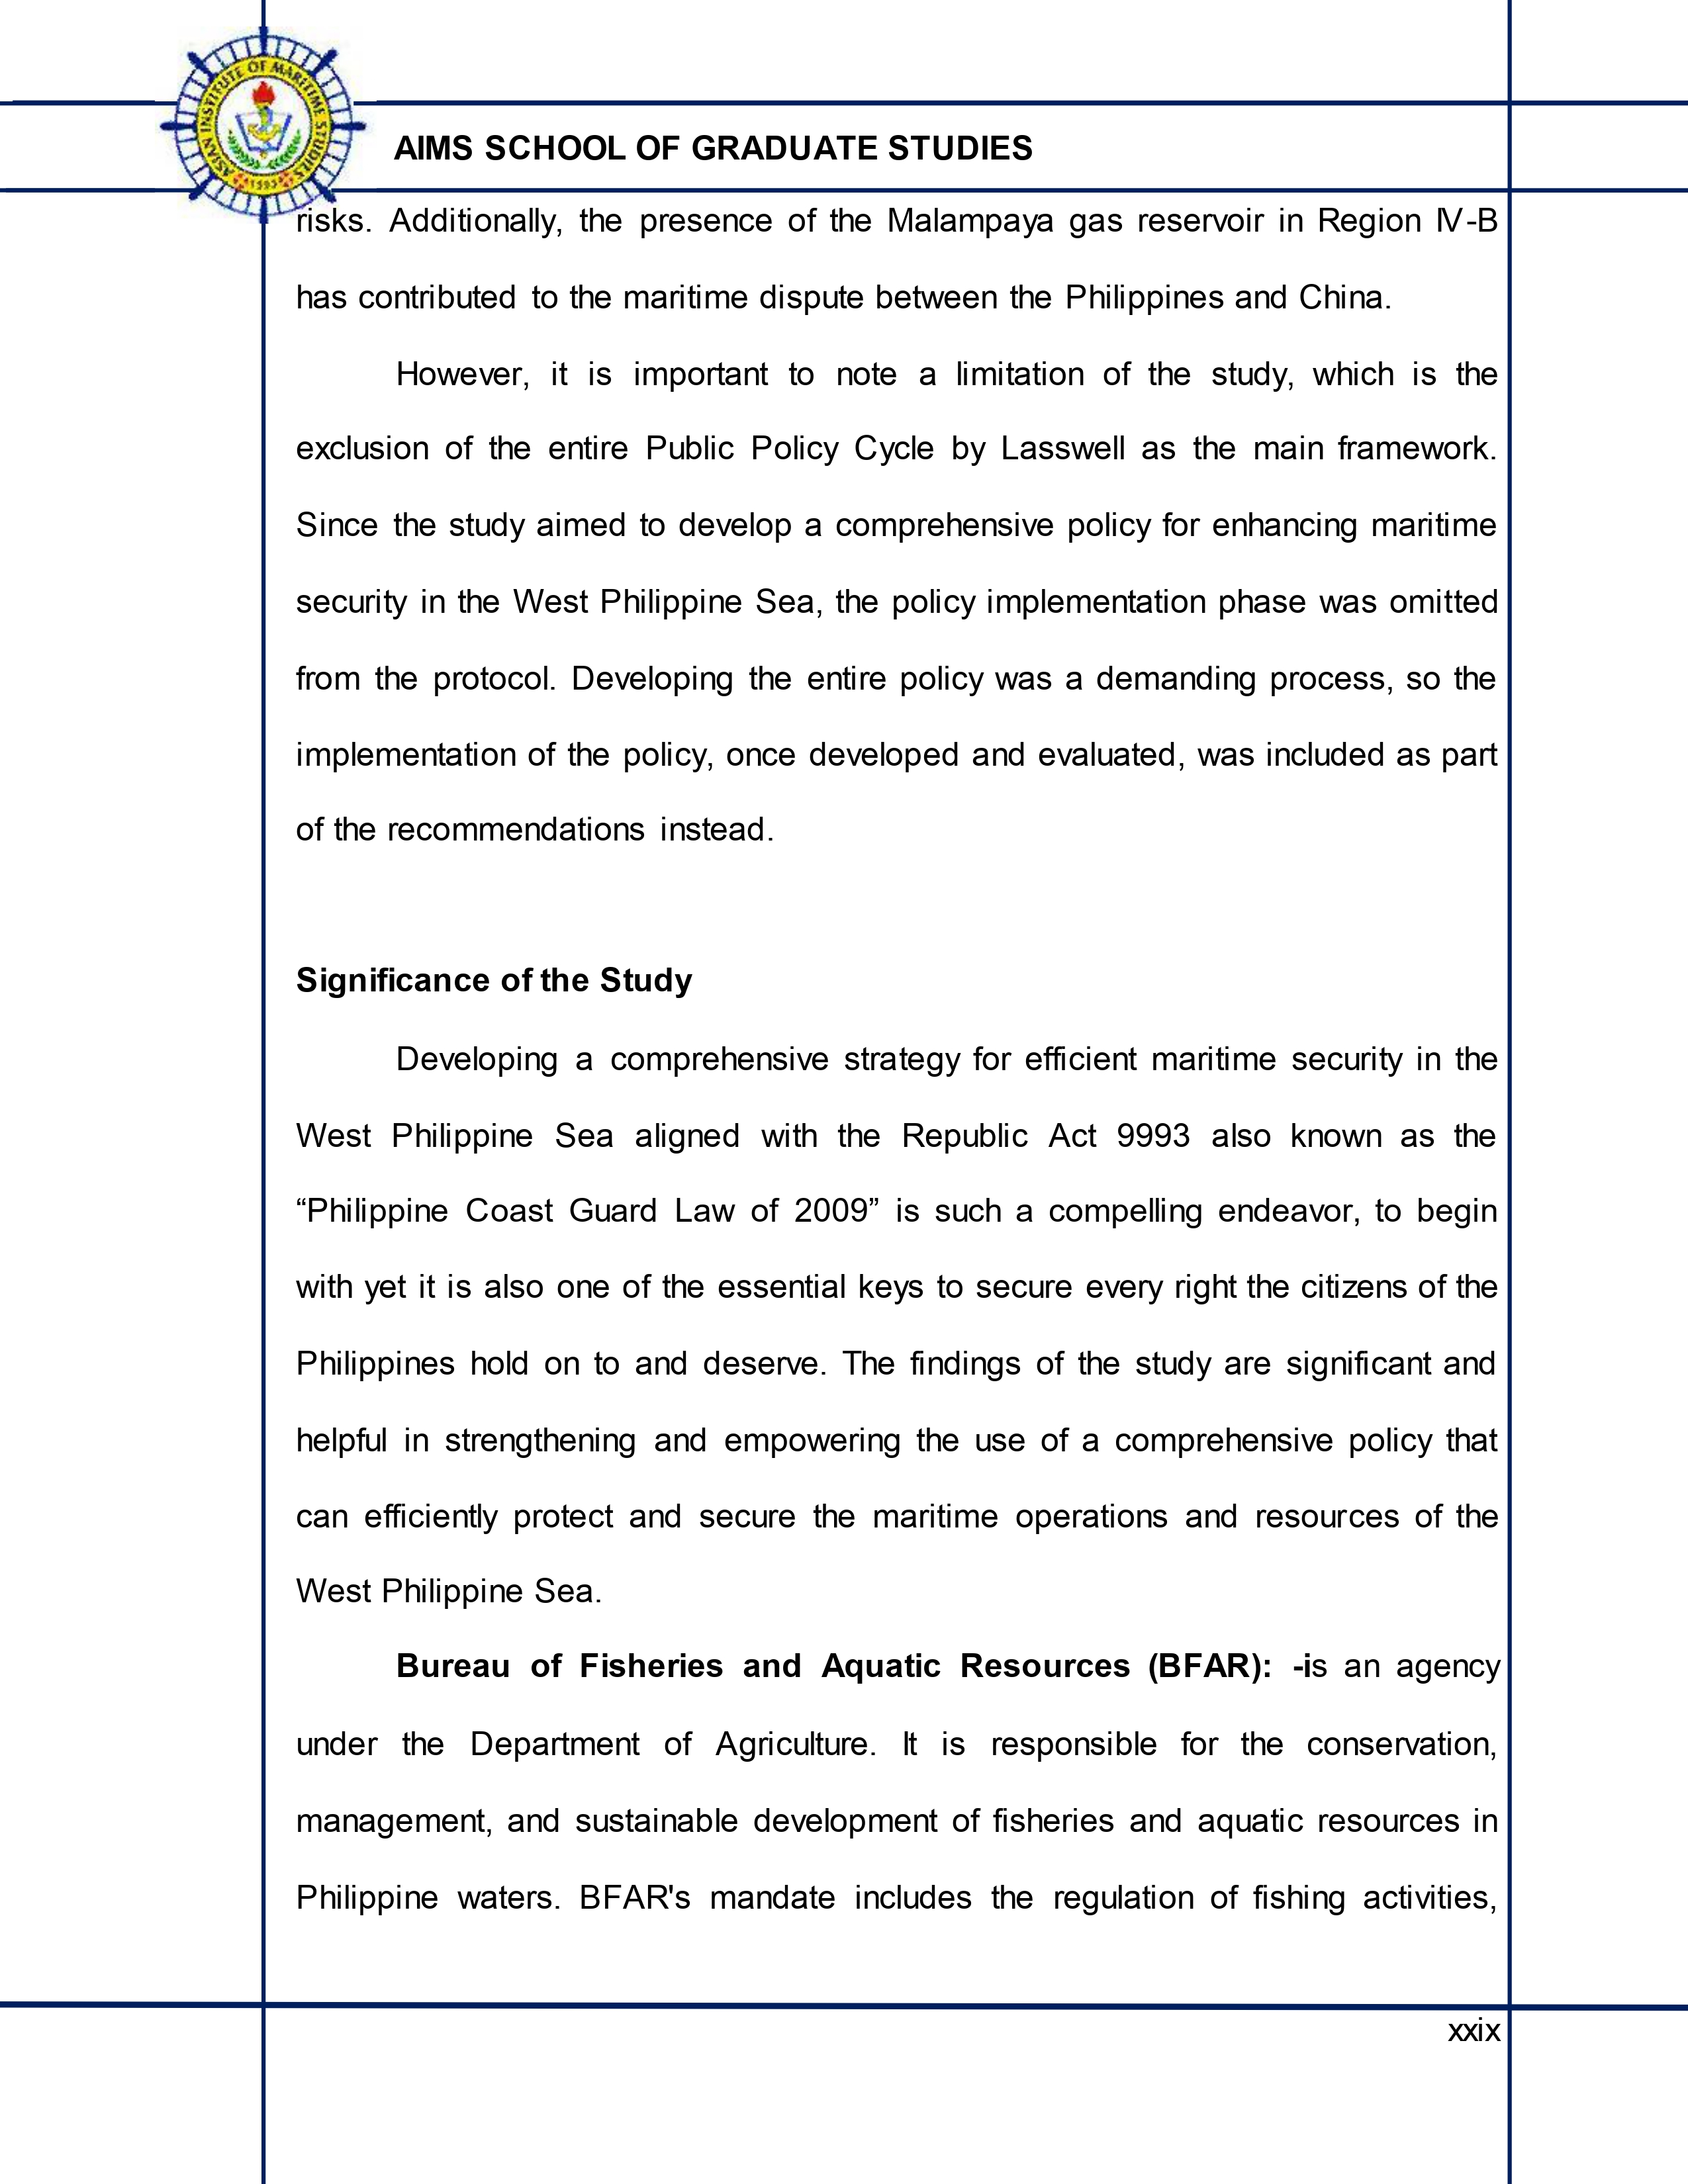 ASIAN INSTITUTE OF MARITIME STUDIES
1993
AIMS SCHOOL OF GRADUATE STUDIES
risks. Additionally, the presence of the Malampaya gas reservoir in Region IV-B
has contributed to the maritime dispute between the Philippines and China.
However, it is important to note a limitation of the study, which is the
exclusion of the entire Public Policy Cycle by Lasswell as the main framework.
Since the study aimed to develop a comprehensive policy for enhancing maritime
security in the West Philippine Sea, the policy implementation phase was omitted
from the protocol. Developing the entire policy was a demanding process, so the
implementation of the policy, once developed and evaluated, was included as part
of the recommendations instead.
Significance of the Study
Developing a comprehensive strategy for efficient maritime security in the
West Philippine Sea aligned with the Republic Act 9993 also known as the
“Philippine Coast Guard Law of 2009” is such a compelling endeavor, to begin
with yet it is also one of the essential keys to secure every right the citizens of the
Philippines hold on to and deserve. The findings of the study are significant and
helpful in strengthening and empowering the use of a comprehensive policy that
can efficiently protect and secure the maritime operations and resources of the
West Philippine Sea.
Bureau of Fisheries and Aquatic Resources (BFAR): -is an agency
under the Department of Agriculture. It is responsible for the conservation,
management, and sustainable development of fisheries and aquatic resources in
Philippine waters. BFAR's mandate includes the regulation of fishing activities,
xxix